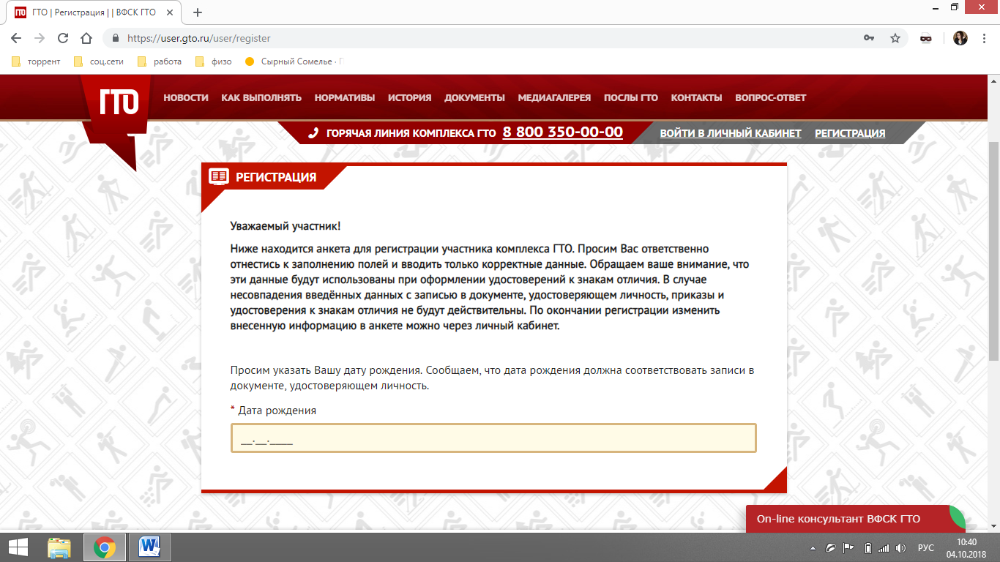 ГТО | Регистрация | | ВФСК ГТО
https://user.gto.ru/user/register
торрент соц.сети работа физо Сырный Сомелье ·
ГТО НОВОСТИ КАК ВЫПОЛНЯТЬ НОРМАТИВЫ ИСТОРИЯ ДОКУМЕНТЫ МЕДИАГАЛЕРЕЯ ПОСЛЫ ГТО КОНТАКТЫ ВОПРОС-ОТВЕТ
ГОРЯЧАЯ ЛИНИЯ КОМПЛЕКСА ГТО 8 800 350-00-00 ВОЙТИ В ЛИЧНЫЙ КАБИНЕТ РЕГИСТРАЦИЯ
РЕГИСТРАЦИЯ
Уважаемый участник!
Ниже находится анкета для регистрации участника комплекса ГТО. Просим Вас ответственно
отнестись к заполнению полей и вводить только корректные данные. Обращаем ваше внимание, что
эти данные будут использованы при оформлении удостоверений к знакам отличия. В случае
несовпадения введённых данных с записью в документе, удостоверяющем личность, приказы и
удостоверения к знакам отличия не будут действительны. По окончании регистрации изменить
внесенную информацию в анкете можно через личный кабинет.
Просим указать Вашу дату рождения. Сообщаем, что дата рождения должна соответствовать записи в
документе, удостоверяющем личность.
* Дата рождения
__.__.____
On-line консультант ВФСК ГТО
РУС 10:40
04.10.2018